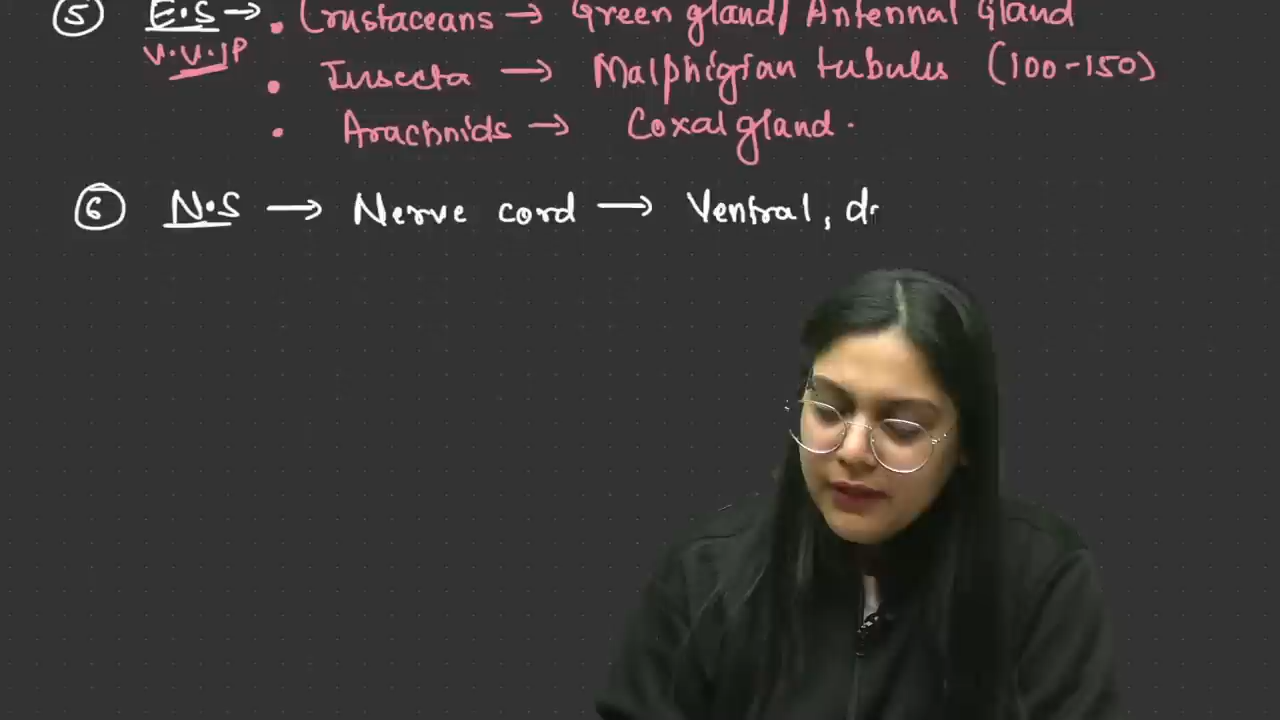 5 E.S → • Crustaceans → Green gland/ Antennal Gland
V.V.IP
• Insecta → Malphigian tubules (100-150)
• Arachnids → Coxal gland.
6 N.S → Nerve cord → Ventral, d